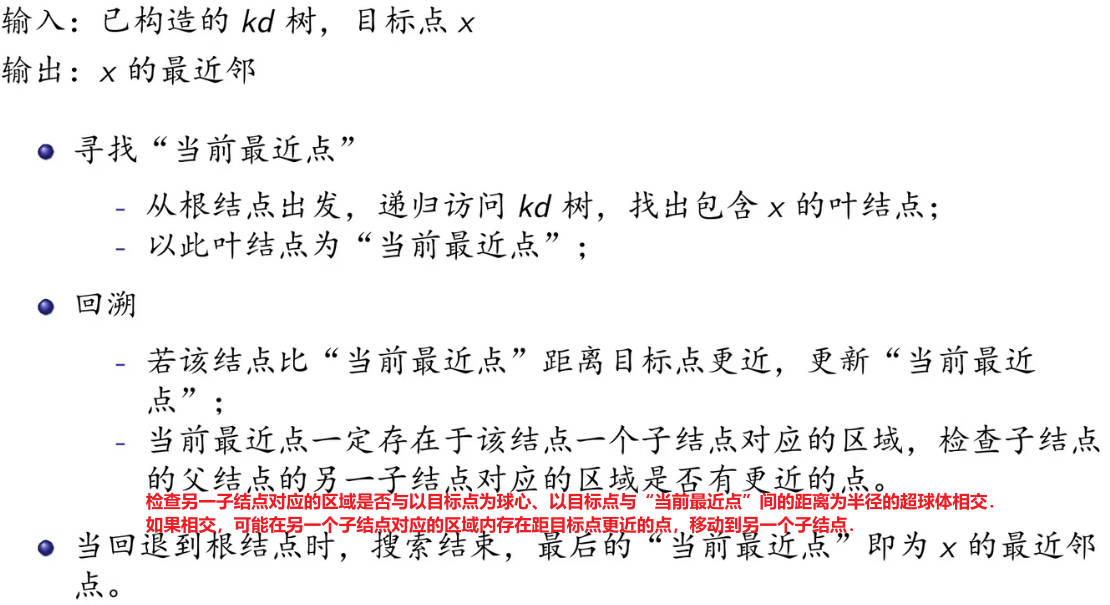 输入：已构造的 kd 树，目标点 x
输出：x 的最近邻
寻找“当前最近点”
- 从根结点出发，递归访问 kd 树，找出包含 x 的叶结点；
- 以此叶结点为“当前最近点”；
回溯
- 若该结点比“当前最近点”距离目标点更近，更新“当前最近
点”；
- 当前最近点一定存在于该结点一个子结点对应的区域，检查子结点
的父结点的另一子结点对应的区域是否有更近的点。
检查另一子结点对应的区域是否与以目标点为球心、以目标点与“当前最近点”间的距离为半径的超球体相交.
如果相交，可能在另一个子结点对应的区域内存在距目标点更近的点，移动到另一个子结点.
当回退到根结点时，搜索结束，最后的“当前最近点”即为 x 的最近邻
点。